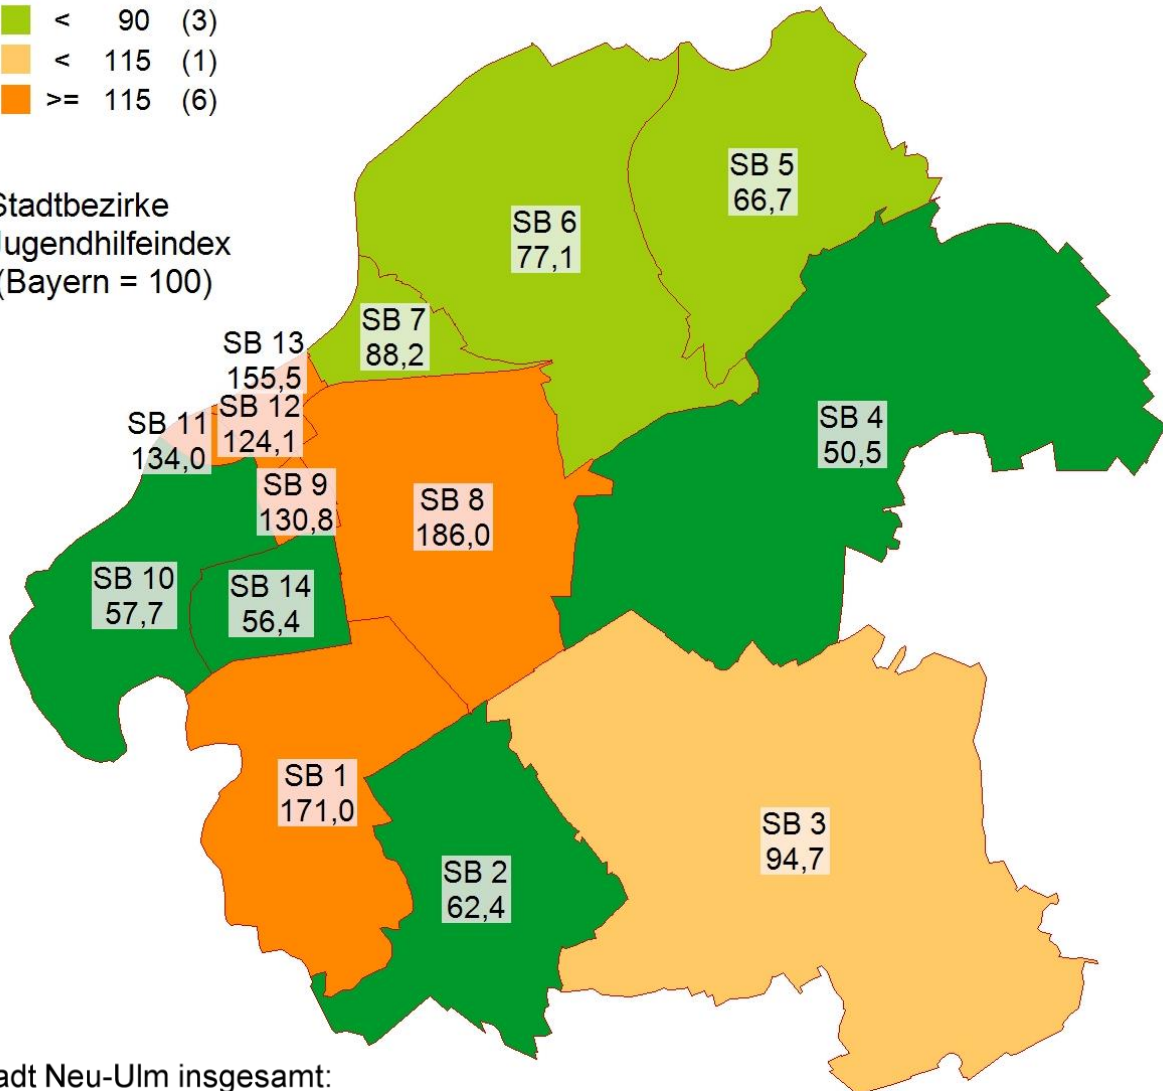 < 90 (3)
< 115 (1)
>= 115 (6)
Stadtbezirke
Jugendhilfeindex
(Bayern = 100)
SB 5
66,7
SB 6
77,1
SB 7
88,2
SB 13
155,5
SB 12
124,1
SB 11
134,0
SB 4
50,5
SB 9
130,8
SB 8
186,0
SB 10
57,7
SB 14
56,4
SB 1
171,0
SB 3
94,7
SB 2
62,4
adt Neu-Ulm insgesamt: